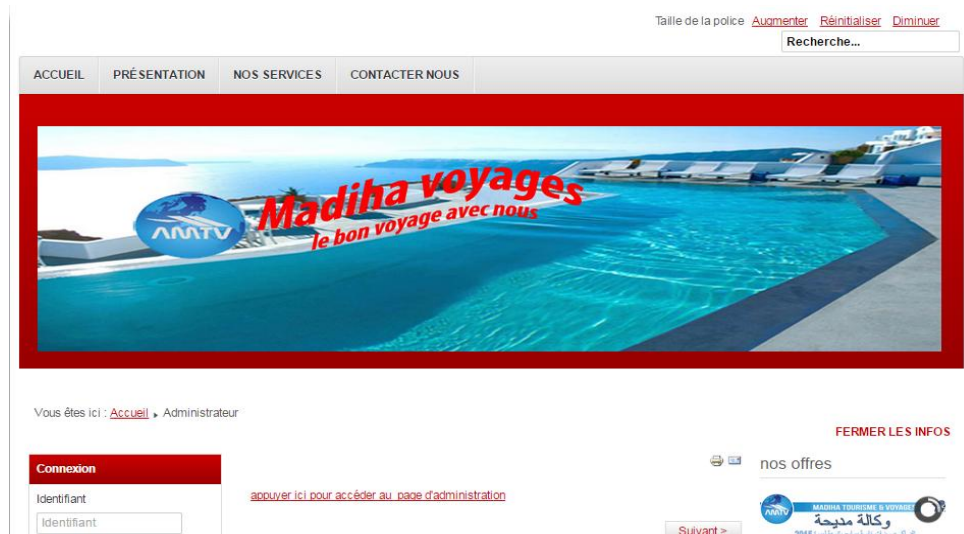 Taille de la police Augmenter Réinitialiser Diminuer
Recherche...
ACCUEIL PRÉSENTATION NOS SERVICES CONTACTER NOUS
Madiha voyages
AMTV
le bon voyage avec nous
Vous êtes ici : Accueil Administrateur
FERMER LES INFOS
Connexion
nos offres
Identifiant
appuyer ici pour accéder au page d'administration
Identifiant
AMTV
MADIHA TOURISME & VOYAGES
وكالة مديحة
Suivant >